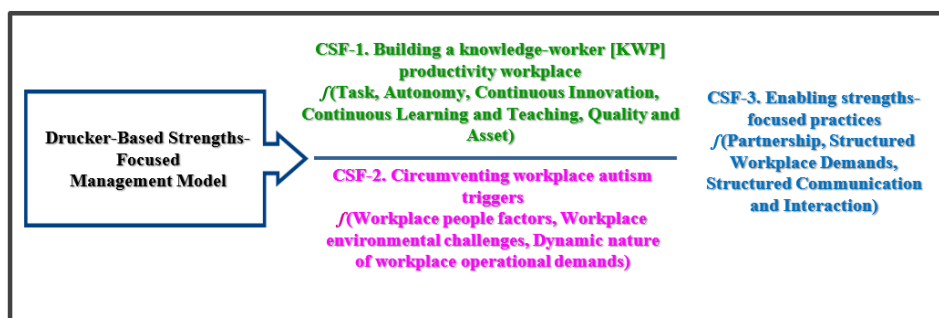 Drucker-Based Strengths-
Focused
Management Model
CSF-1. Building a knowledge-worker [KWP]
productivity workplace
ƒ(Task, Autonomy, Continuous Innovation,
Continuous Learning and Teaching, Quality and
Asset)
CSF-2. Circumventing workplace autism
triggers
ƒ(Workplace people factors, Workplace
environmental challenges, Dynamic nature
of workplace operational demands)
CSF-3. Enabling strengths-
focused practices
ƒ(Partnership, Structured
Workplace Demands,
Structured Communication
and Interaction)